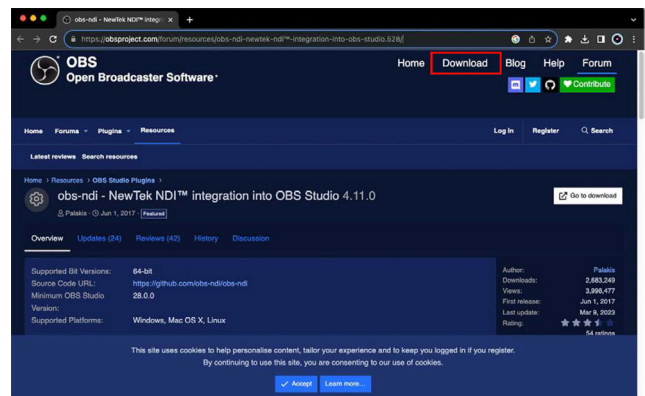 obs-ndi - NewTek NDI™ integr
https://obsproject.com/forum/resources/obs-ndi-newtek-ndi™-integration-into-obs-studio.528/
OBS
Open Broadcaster Software
Home Download Blog Help Forum
Contribute
Home Forums Plugins Resources Log in Register Search
Latest reviews Search resources
Home › Resources › OBS Studio Plugins ›
obs-ndi - NewTek NDI™ integration into OBS Studio 4.11.0
Go to download
Palakis · Jun 1, 2017 · Featured
Overview Updates (24) Reviews (42) History Discussion
Supported Bit Versions: 64-bit
Source Code URL: https://github.com/obs-ndi/obs-ndi
Minimum OBS Studio 28.0.0
Version:
Supported Platforms: Windows, Mac OS X, Linux
Author: Palakis
Downloads: 2,683,249
Views: 3,998,477
First release: Jun 1, 2017
Last update: Mar 9, 2023
Rating:
54 ratings
This site uses cookies to help personalise content, tailor your experience and to keep you logged in if you register.
By continuing to use this site, you are consenting to our use of cookies.
Accept Learn more…